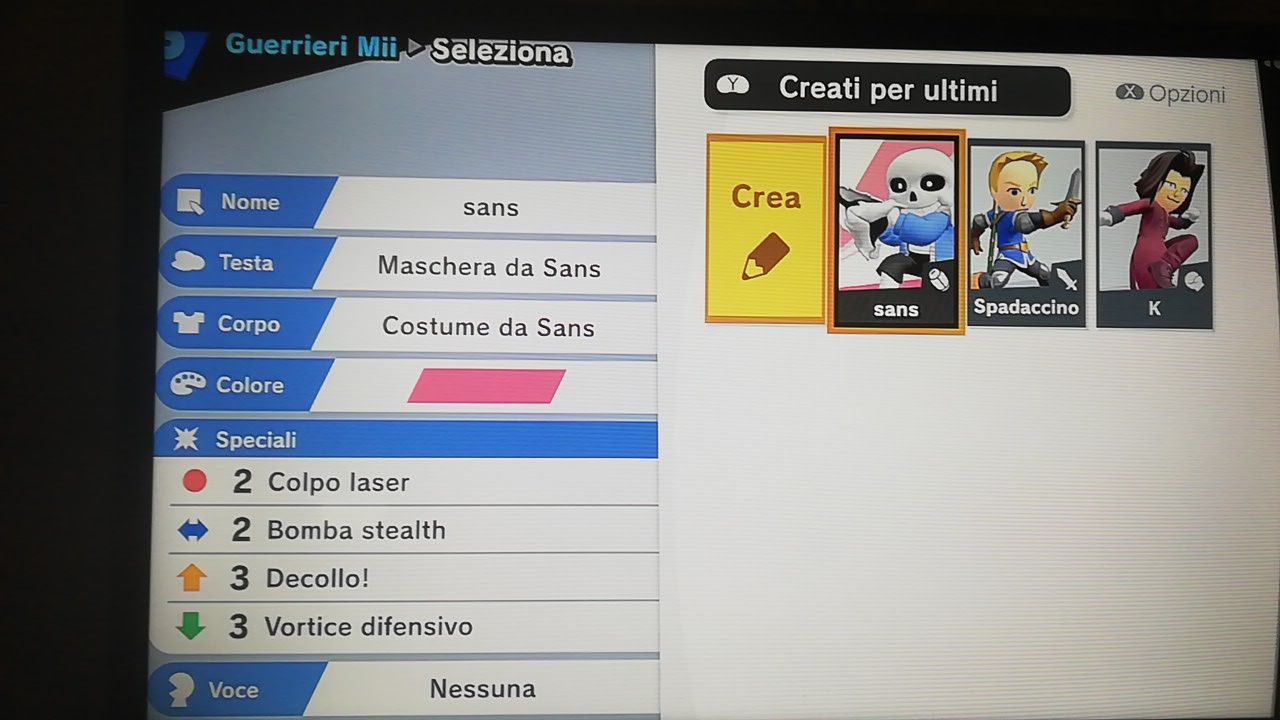 Guerrieri Mii ▷ Seleziona
Nome sans
Testa Maschera da Sans
Corpo Costume da Sans
Colore
Speciali
2 Colpo laser
2 Bomba stealth
3 Decollo!
3 Vortice difensivo
Voce Nessuna
Y Creati per ultimi
X Opzioni
Crea
sans
Spadaccino
K